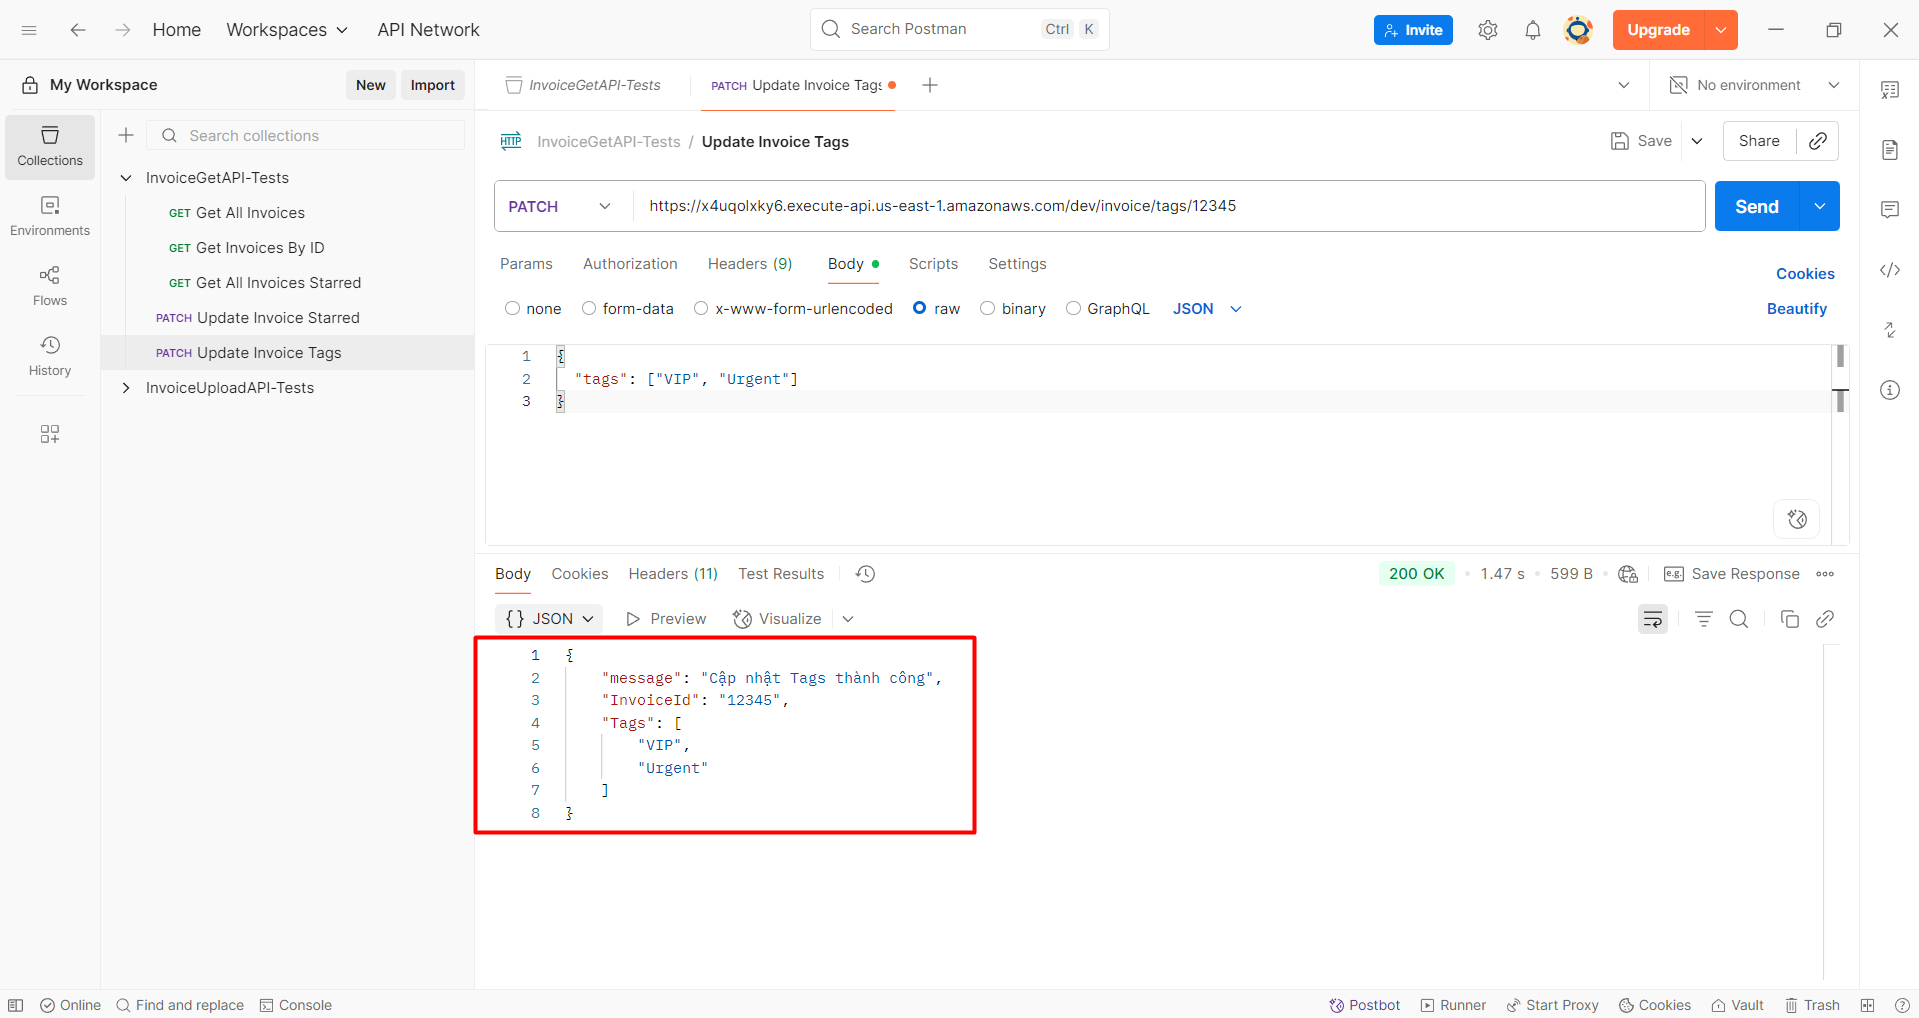 Home Workspaces API Network Search Postman Ctrl K Invite Upgrade
My Workspace New Import
InvoiceGetAPI-Tests PATCH Update Invoice Tags No environment
Collections
Environments
Flows
History
Search collections
InvoiceGetAPI-Tests
GET Get All Invoices
GET Get Invoices By ID
GET Get All Invoices Starred
PATCH Update Invoice Starred
PATCH Update Invoice Tags
InvoiceUploadAPI-Tests
HTTP InvoiceGetAPI-Tests / Update Invoice Tags Save Share
PATCH https://x4uqolxky6.execute-api.us-east-1.amazonaws.com/dev/invoice/tags/12345 Send
Params Authorization Headers (9) Body Scripts Settings Cookies
none form-data x-www-form-urlencoded raw binary GraphQL JSON Beautify
1 {
2 "tags": ["VIP", "Urgent"]
3 }
Body Cookies Headers (11) Test Results 200 OK • 1.47 s • 599 B • e.g. Save Response
{} JSON Preview Visualize
1 {
2 "message": "Cập nhật Tags thành công",
3 "InvoiceId": "12345",
4 "Tags": [
5 "VIP",
6 "Urgent"
7 ]
8 }
Online Find and replace Console Postbot Runner Start Proxy Cookies Vault Trash